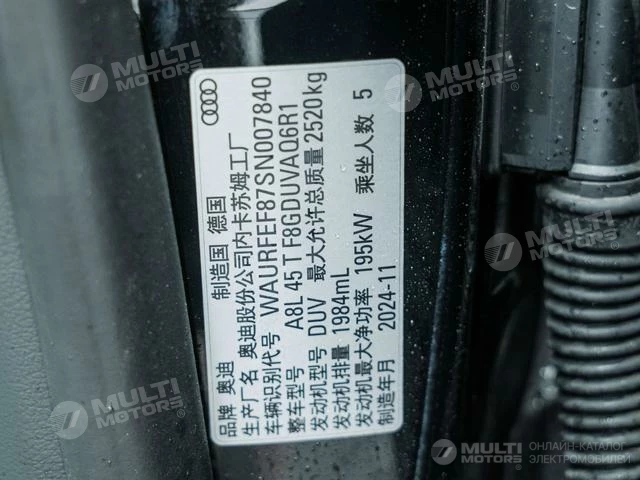 品牌 奥迪 制造国 德国
生产厂名 奥迪股份公司内卡苏姆工厂
车辆识别代号 WAURFEF87SN007840
整车型号 A8L 45 T F8GDUVAQ6R1
发动机型号 DUV 最大允许总质量 2520kg
发动机排量 1984mL
发动机最大净功率 195kW 乘坐人数 5
制造年月 2024-11
MULTI MOTORS
MULTI MOTORS
MULTI MOTORS
MULTI MOTORS
MULTI MOTORS
ОНЛАЙН-КАТАЛОГ
ЭЛЕКТРОМОБИЛЕЙ